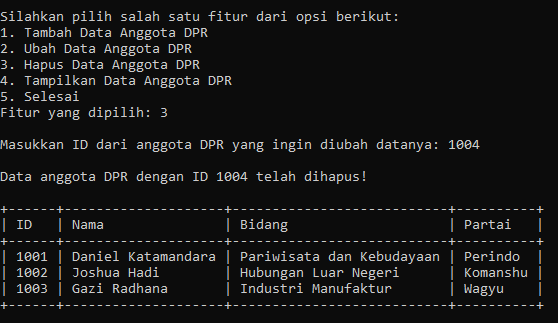 Silahkan pilih salah satu fitur dari opsi berikut:
1. Tambah Data Anggota DPR
2. Ubah Data Anggota DPR
3. Hapus Data Anggota DPR
4. Tampilkan Data Anggota DPR
5. Selesai
Fitur yang dipilih: 3
Masukkan ID dari anggota DPR yang ingin diubah datanya: 1004
Data anggota DPR dengan ID 1004 telah dihapus!
+------+--------------------+---------------------------+----------+
| ID   | Nama               | Bidang                    | Partai   |
+------+--------------------+---------------------------+----------+
| 1001 | Daniel Katamandara | Pariwisata dan Kebudayaan | Perindo  |
| 1002 | Joshua Hadi        | Hubungan Luar Negeri      | Komanshu |
| 1003 | Gazi Radhana       | Industri Manufaktur       | Wagyu    |
+------+--------------------+---------------------------+----------+